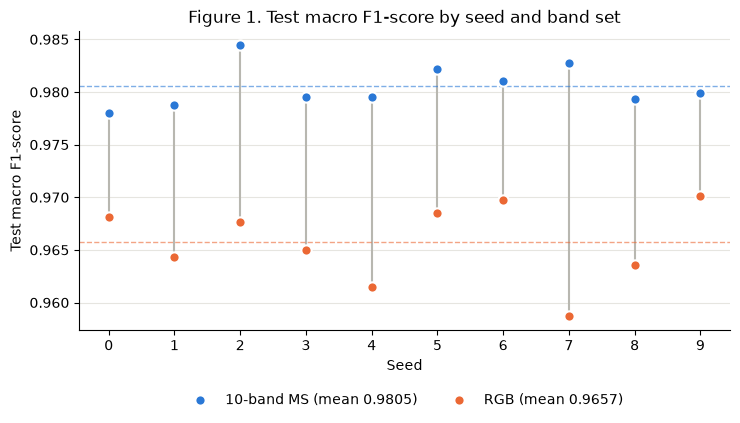 Figure 1. Test macro F1-score by seed and band set
Test macro F1-score
0.985
0.980
0.975
0.970
0.965
0.960
0 1 2 3 4 5 6 7 8 9
Seed
10-band MS (mean 0.9805) RGB (mean 0.9657)